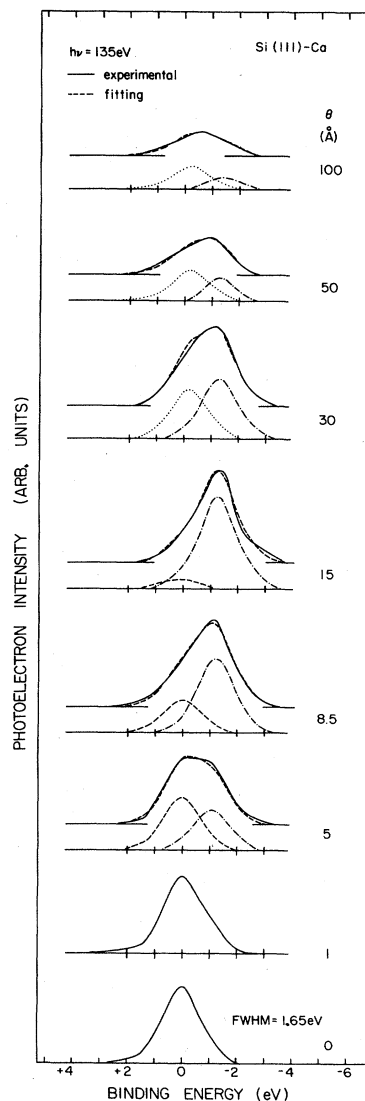 hν = 135eV
Si (111)-Ca
experimental
fitting
θ
(Å)
100
50
30
15
8.5
5
1
FWHM = 1.65eV
0
PHOTOELECTRON INTENSITY (ARB. UNITS)
+4 +2 0 -2 -4 -6
BINDING ENERGY (eV)